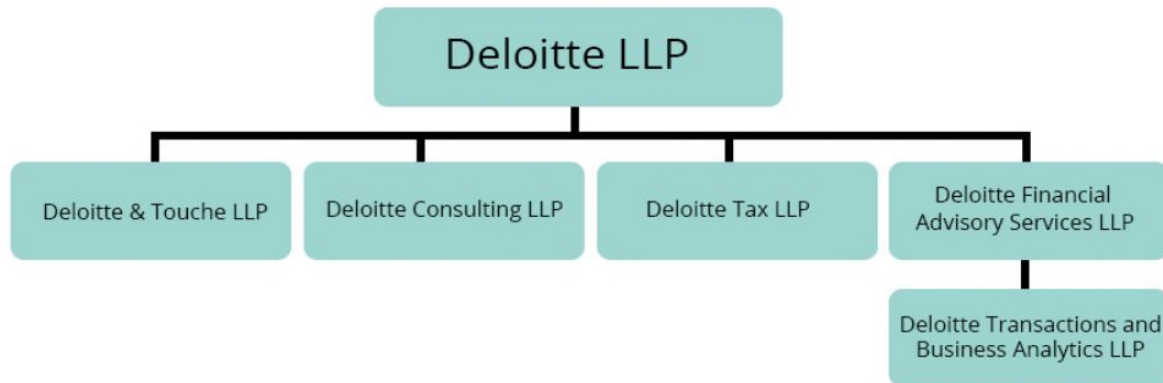 Deloitte LLP
Deloitte & Touche LLP
Deloitte Consulting LLP
Deloitte Tax LLP
Deloitte Financial
Advisory Services LLP
Deloitte Transactions and
Business Analytics LLP